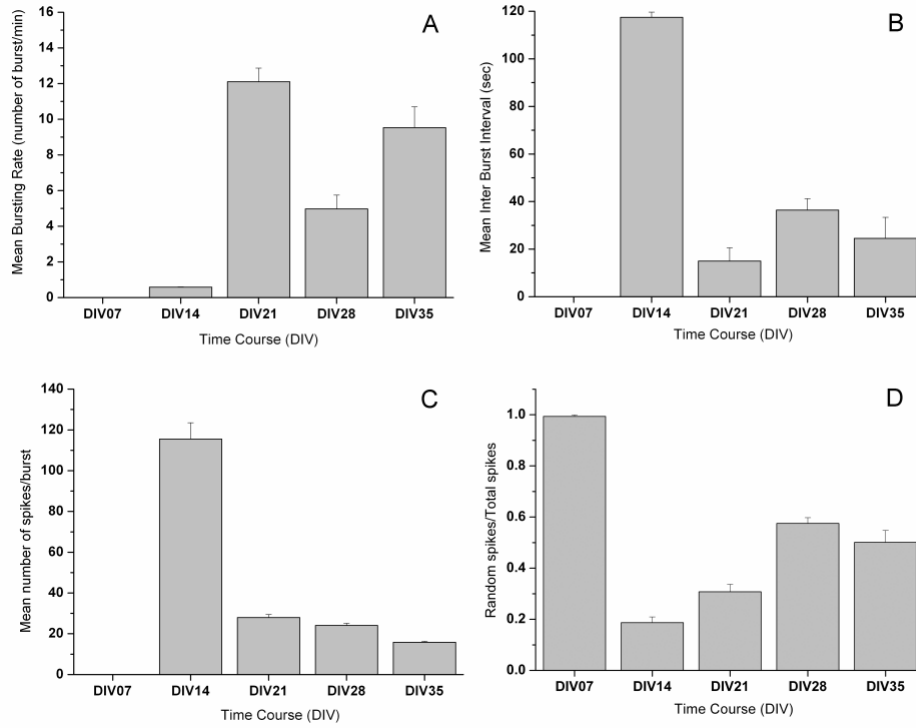 A
Mean Bursting Rate (number of burst/min)
16
14
12
10
8
6
4
2
0
DIV07 DIV14 DIV21 DIV28 DIV35
Time Course (DIV)
B
Mean Inter Burst Interval (sec)
120
100
80
60
40
20
0
DIV07 DIV14 DIV21 DIV28 DIV35
Time Course (DIV)
C
Mean number of spikes/burst
140
120
100
80
60
40
20
0
DIV07 DIV14 DIV21 DIV28 DIV35
Time Course (DIV)
D
Random spikes/Total spikes
1.0
0.8
0.6
0.4
0.2
0.0
DIV07 DIV14 DIV21 DIV28 DIV35
Time Course (DIV)